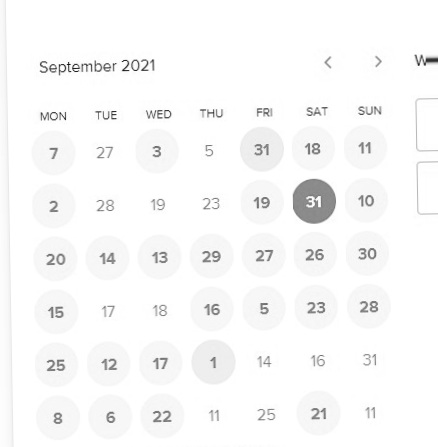 September 2021 < >
MON TUE WED THU FRI SAT SUN
7 27 3 5 31 18 11
2 28 19 23 19 31 10
20 14 13 29 27 26 30
15 17 18 16 5 23 28
25 12 17 1 14 16 31
8 6 22 11 25 21 11